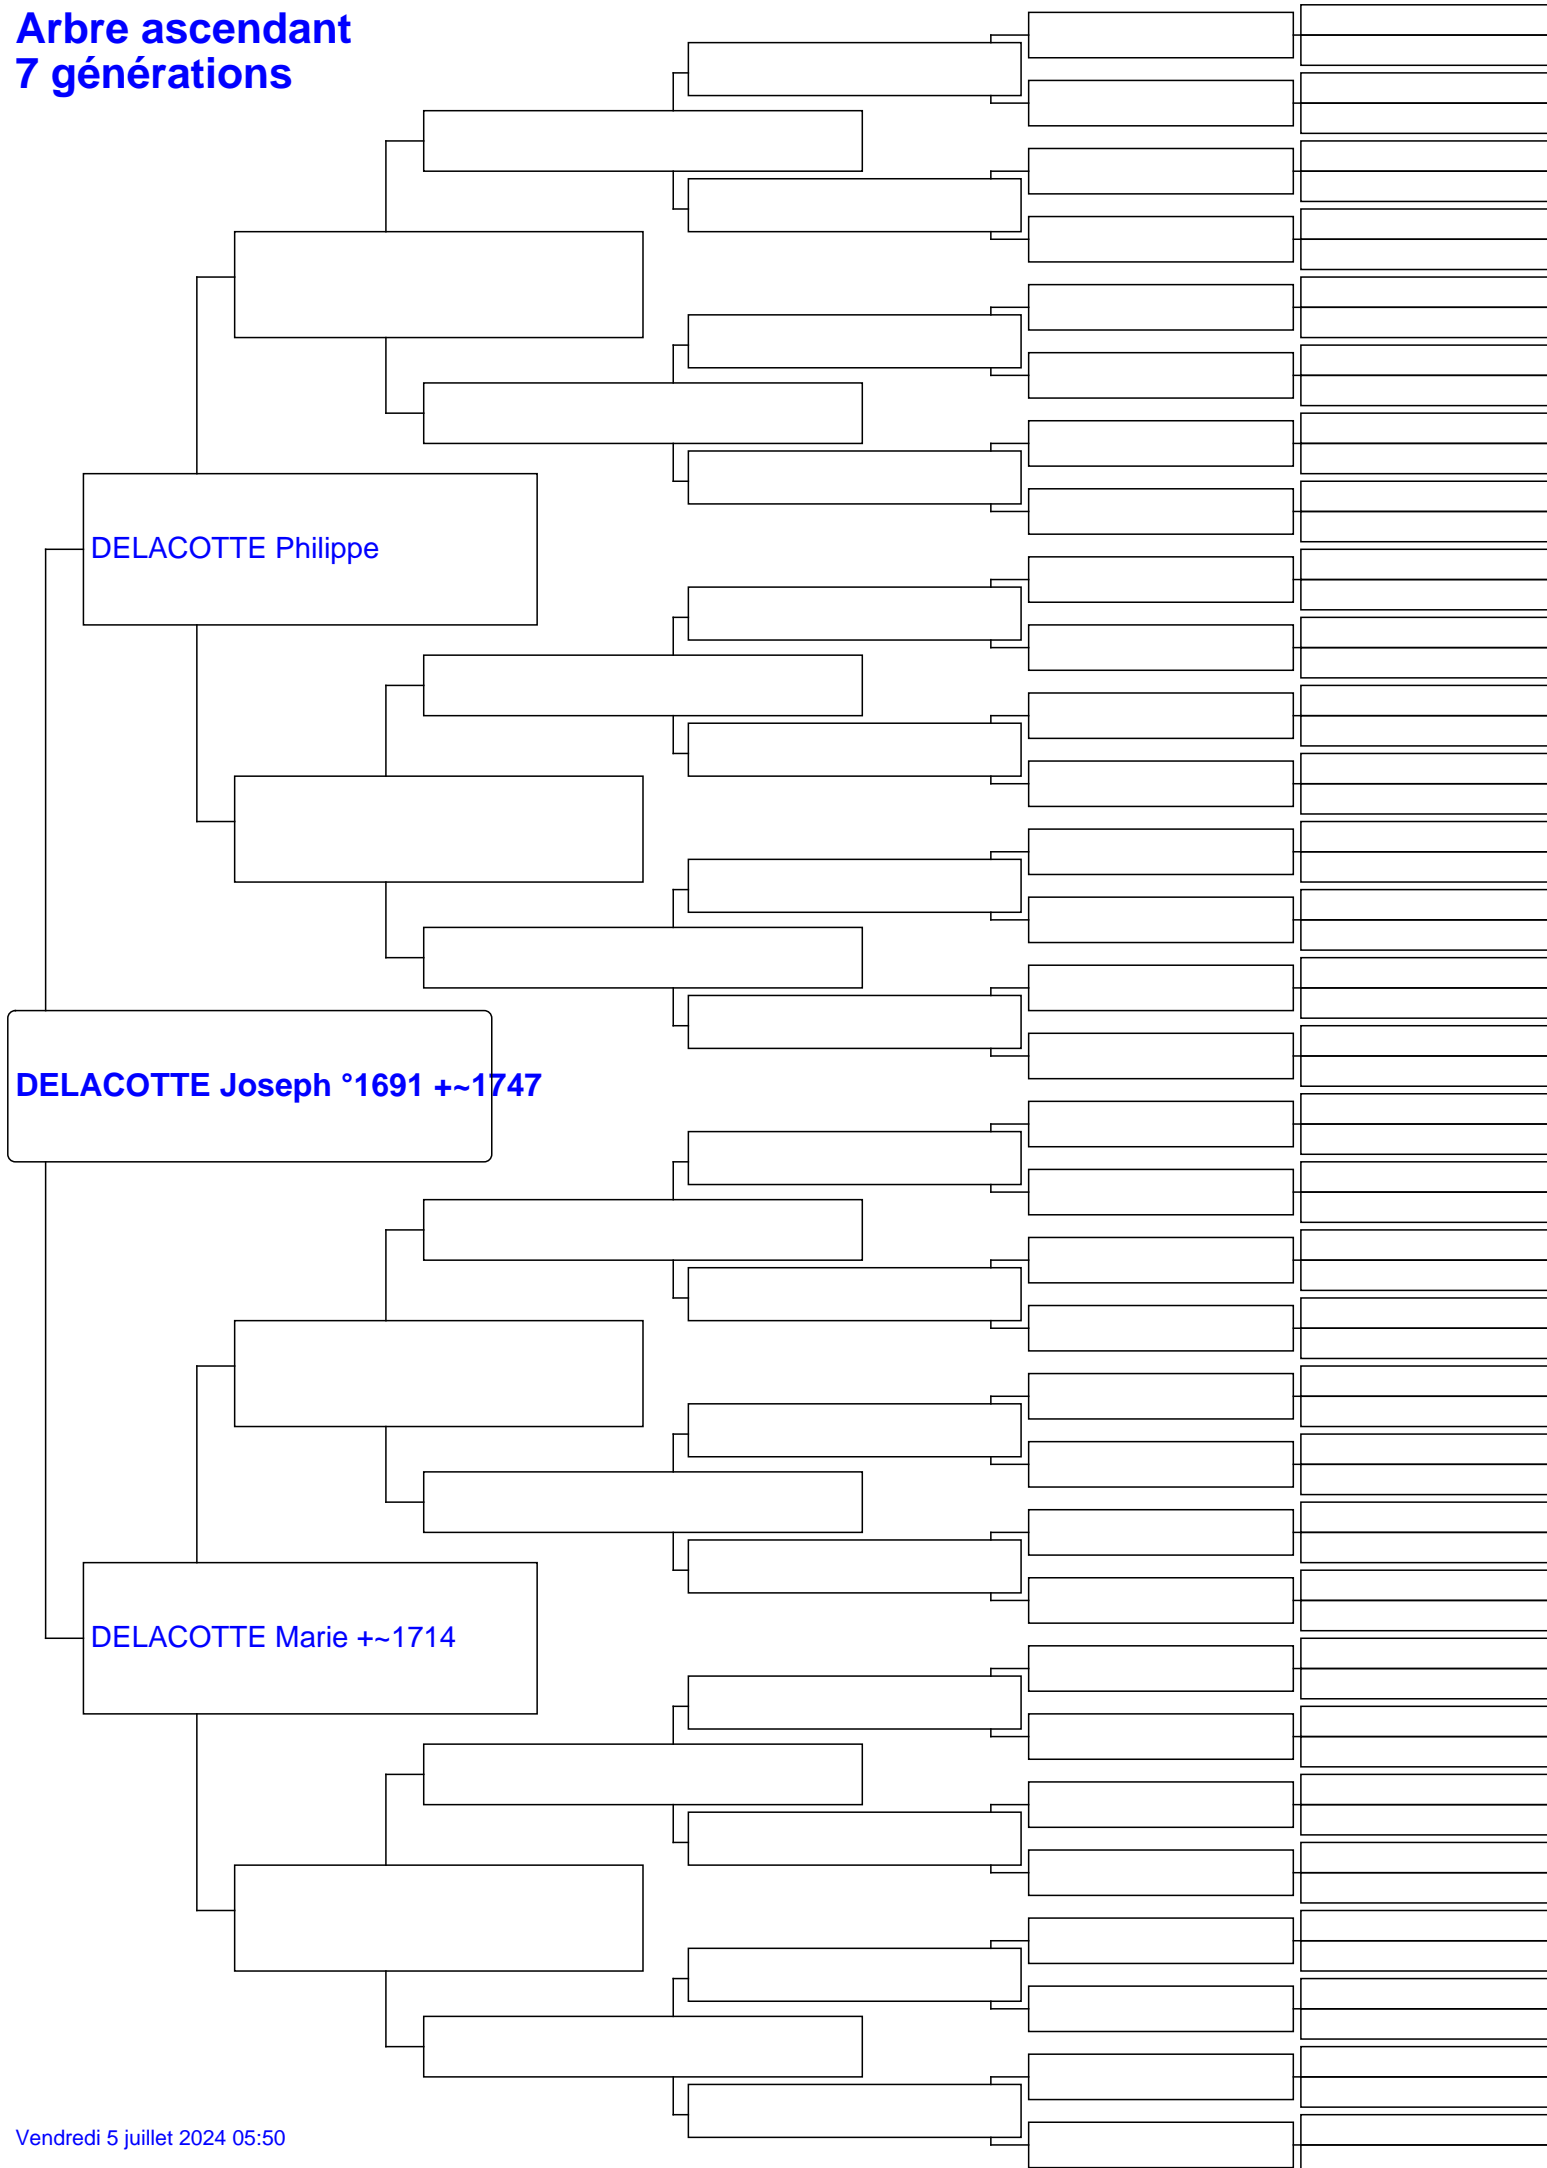 Arbre ascendant
7 générations
DELACOTTE Philippe
DELACOTTE Joseph °1691 +~1747
DELACOTTE Marie +~1714
Vendredi 5 juillet 2024 05:50